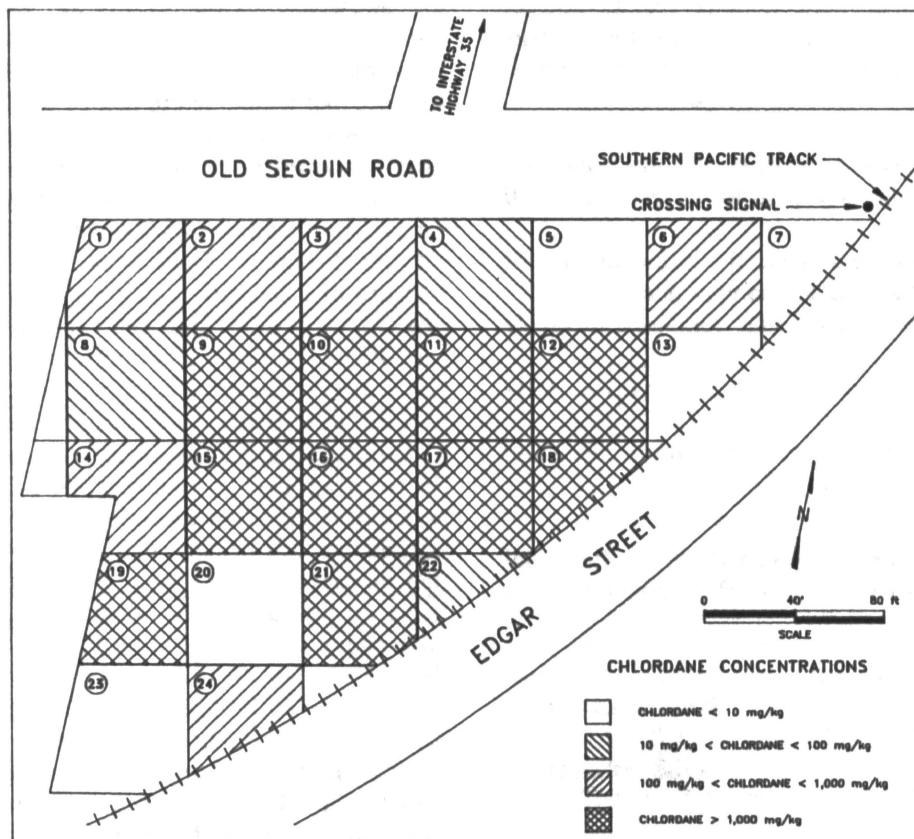 TO INTERSTATE
HIGHWAY 35
OLD SEGUIN ROAD
SOUTHERN PACIFIC TRACK
CROSSING SIGNAL
1
2
3
4
5
6
7
8
9
10
11
12
13
14
15
16
17
18
19
20
21
22
23
24
EDGAR STREET
N
0 40' 80 ft
SCALE
CHLORDANE CONCENTRATIONS
CHLORDANE < 10 mg/kg
10 mg/kg < CHLORDANE < 100 mg/kg
100 mg/kg < CHLORDANE < 1,000 mg/kg
CHLORDANE > 1,000 mg/kg